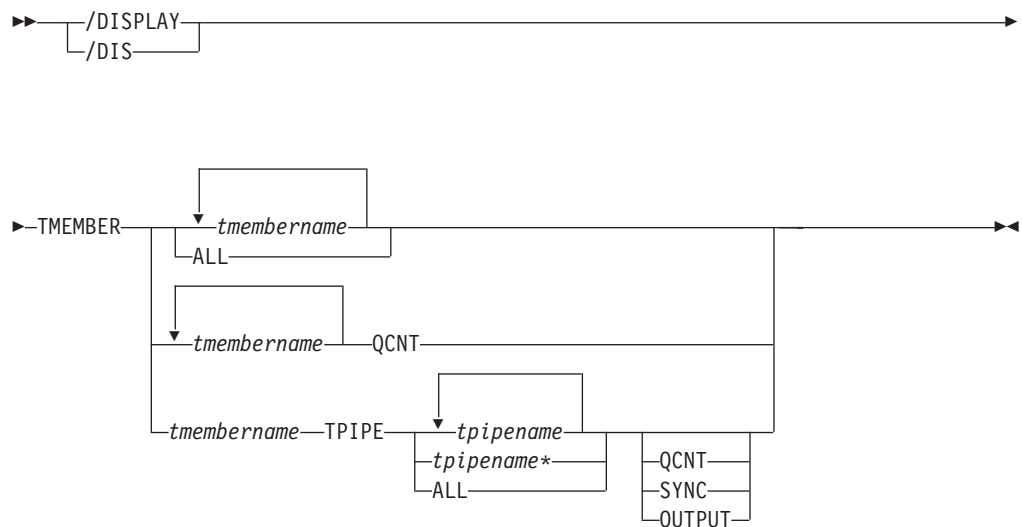 /DISPLAY
/DIS
TMEMBER tmembername
ALL
tmembername QCNT
tmembername TPIPE tpipename
tpipename* QCNT
ALL SYNC
OUTPUT